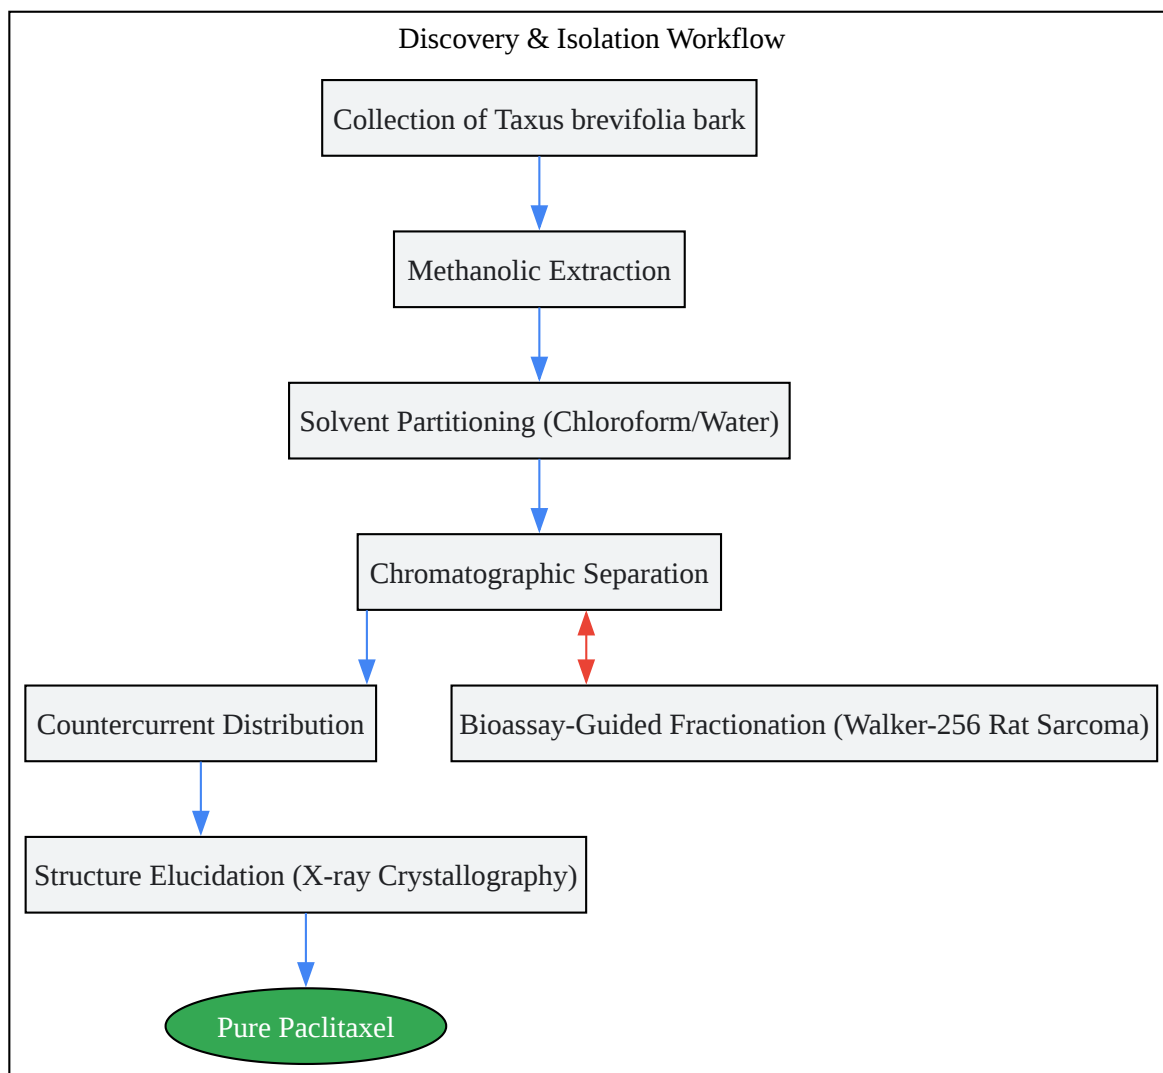 Discovery & Isolation Workflow
Collection of Taxus brevifolia bark
Methanolic Extraction
Solvent Partitioning (Chloroform/Water)
Chromatographic Separation
Countercurrent Distribution
Bioassay-Guided Fractionation (Walker-256 Rat Sarcoma)
Structure Elucidation (X-ray Crystallography)
Pure Paclitaxel